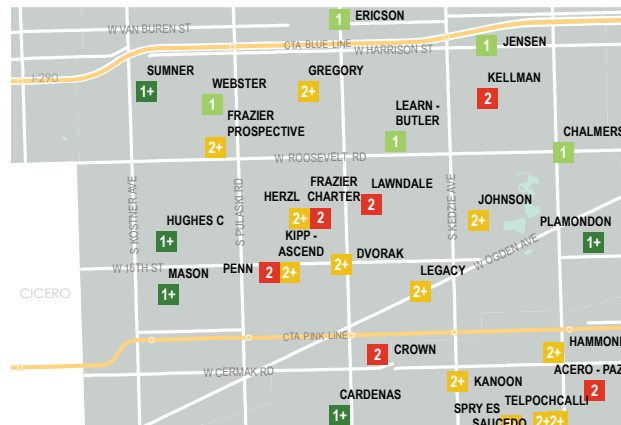 1 ERICSON
W VAN BUREN ST
CTA BLUE LINE
W HARRISON ST
1 JENSEN
I-290
SUMNER
1+
WEBSTER
1
GREGORY
2+
KELLMAN
2
FRAZIER
PROSPECTIVE
2+
LEARN -
BUTLER
1
CHALMERS
1
W ROOSEVELT RD
S KOSTNER AVE
S PULASKI RD
S KEDZIE AVE
HERZL
2+
FRAZIER
CHARTER
2
LAWNDALE
2
JOHNSON
2+
HUGHES C
1+
PLAMONDON
1+
KIPP -
ASCEND
2+
DVORAK
2+
W OGDEN AVE
W 16TH ST
PENN
2
MASON
1+
LEGACY
2+
CICERO
CTA PINK LINE
CROWN
2
HAMMOND
2+
W CERMAK RD
KANOON
2+
ACERO - PAZ
2
CARDENAS
1+
SPRY ES
SAUCEDO
TELPOCHCALLI
2+2+